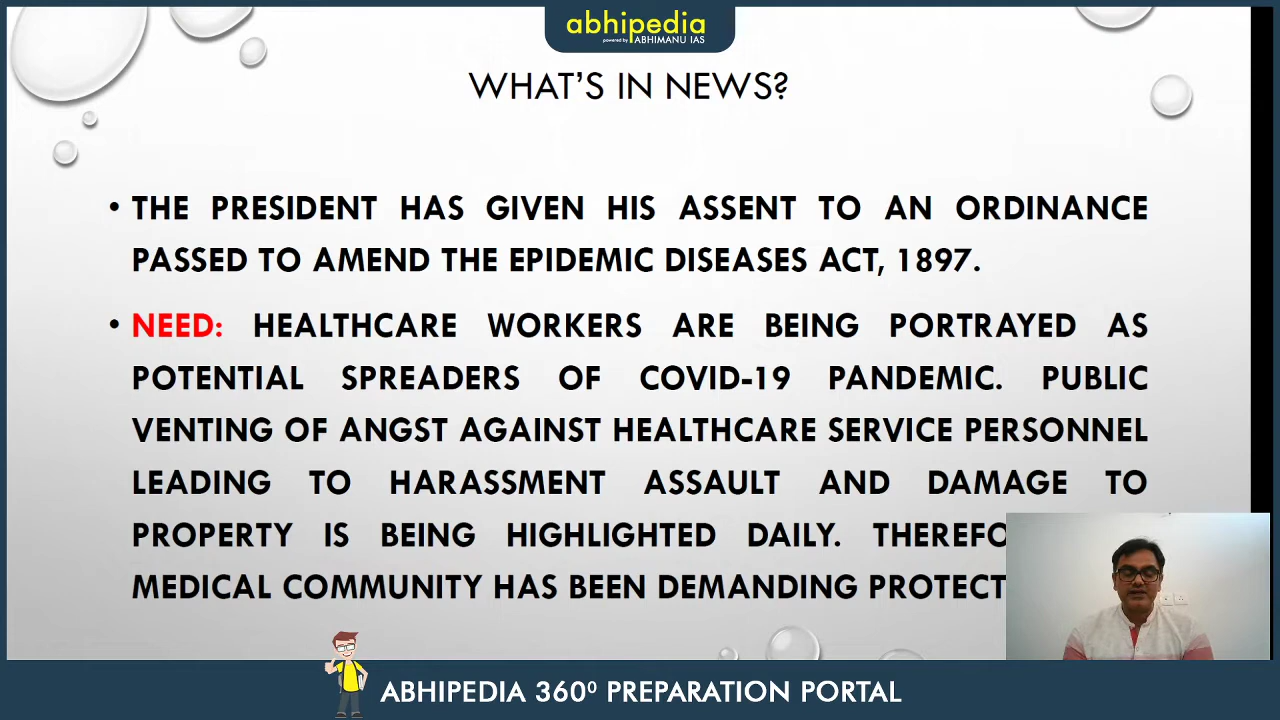 abhipedia
powered by ABHIMANU IAS
WHAT'S IN NEWS?
• THE PRESIDENT HAS GIVEN HIS ASSENT TO AN ORDINANCE
PASSED TO AMEND THE EPIDEMIC DISEASES ACT, 1897.
• NEED: HEALTHCARE WORKERS ARE BEING PORTRAYED AS
POTENTIAL SPREADERS OF COVID-19 PANDEMIC. PUBLIC
VENTING OF ANGST AGAINST HEALTHCARE SERVICE PERSONNEL
LEADING TO HARASSMENT ASSAULT AND DAMAGE TO
PROPERTY IS BEING HIGHLIGHTED DAILY.
MEDICAL COMMUNITY HAS BEEN DEMANDING
ABHIPEDIA 360⁰ PREPARATION PORTAL